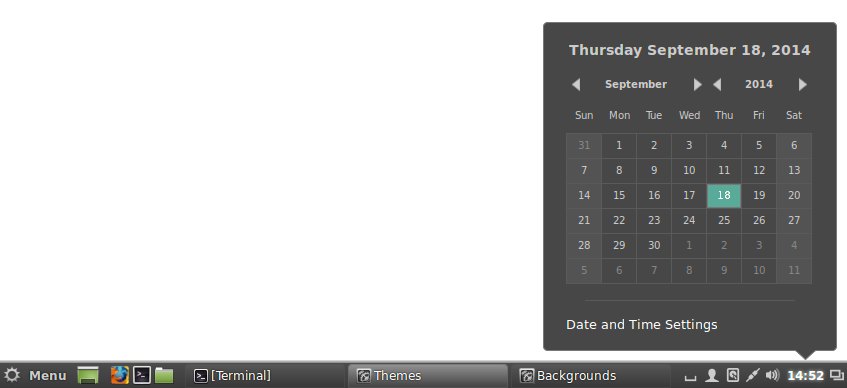 Thursday September 18, 2014
September 2014
Sun Mon Tue Wed Thu Fri Sat
31 1 2 3 4 5 6
7 8 9 10 11 12 13
14 15 16 17 18 19 20
21 22 23 24 25 26 27
28 29 30 1 2 3 4
5 6 7 8 9 10 11
Date and Time Settings
Menu [Terminal] Themes Backgrounds 14:52